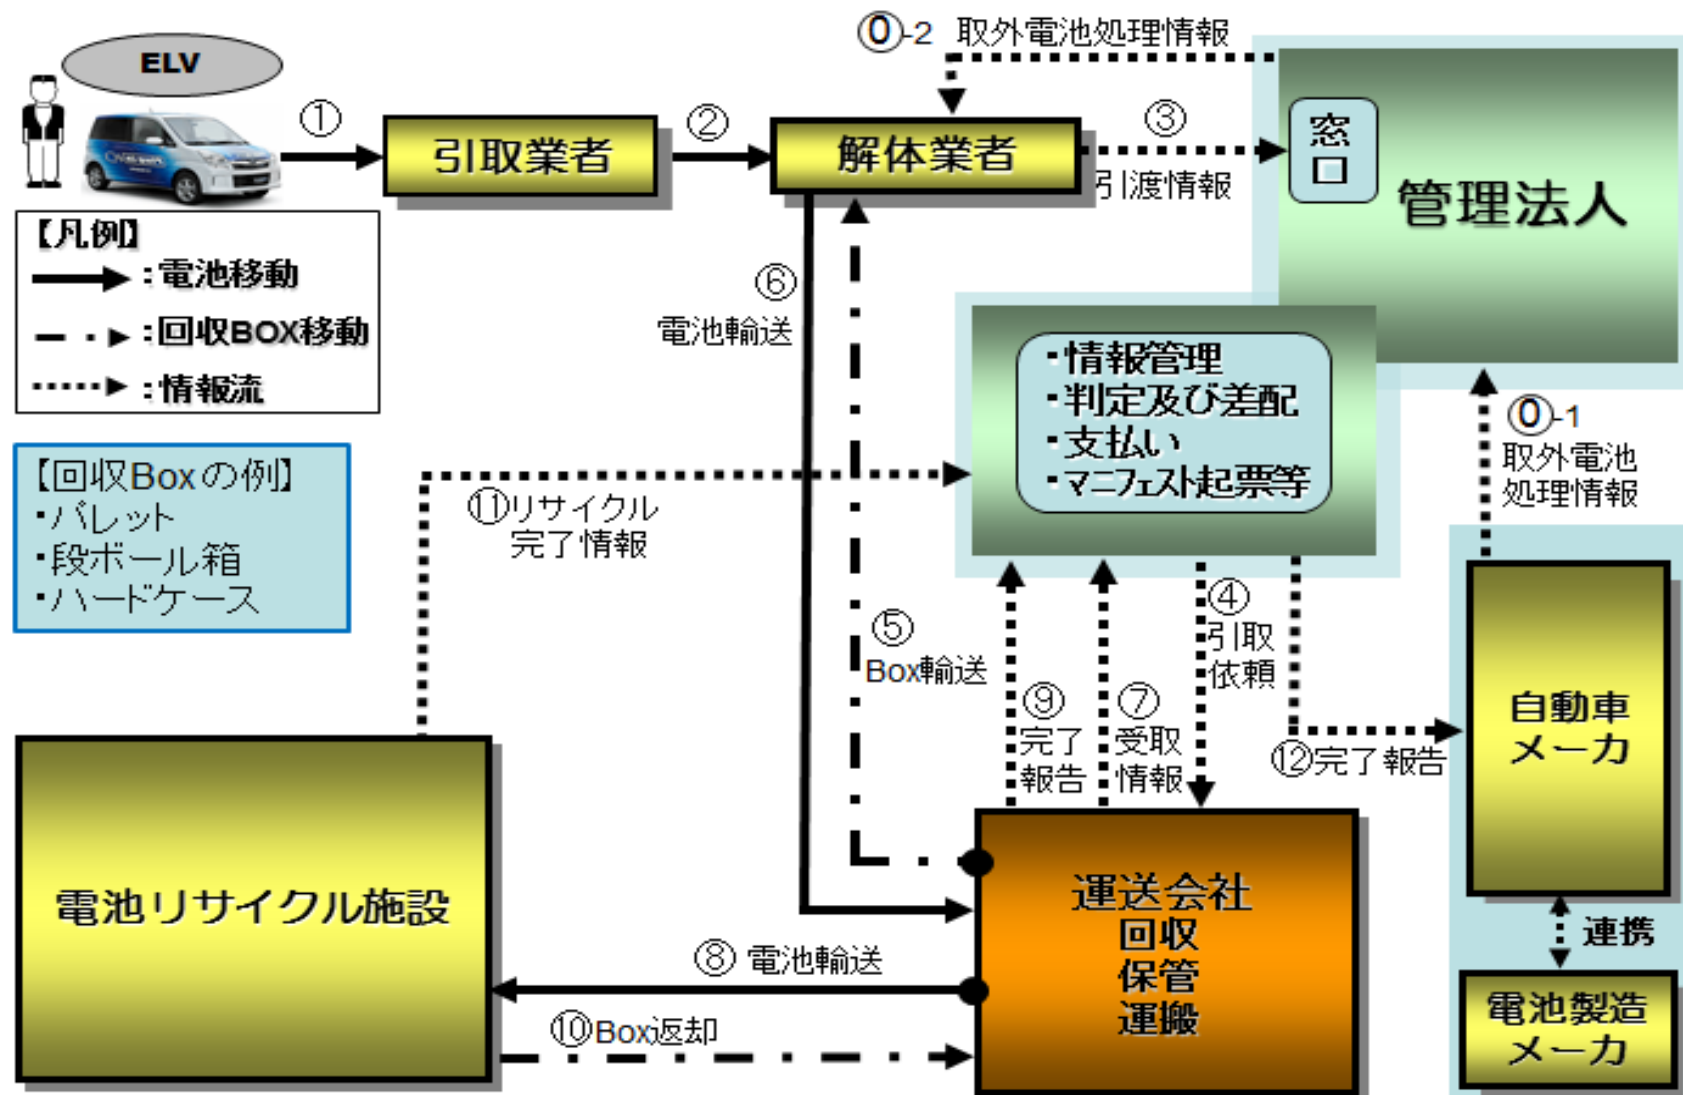 ⓪-2 取外電池処理情報
ELV
①
引取業者
②
解体業者
③
引渡情報
窓
口
管理法人
【凡例】
:電池移動
:回収BOX移動
:情報流
⑥
電池輸送
・情報管理
・判定及び差配
・支払い
・マニフェスト起票等
⓪-1
取外電池
処理情報
【回収Boxの例】
・パレット
・段ボール箱
・ハードケース
⑪リサイクル
完了情報
⑤
Box輸送
⑨
完了
報告
⑦
受取
情報
④
引取
依頼
⑫完了報告
自動車
メーカ
電池リサイクル施設
運送会社
回収
保管
運搬
連携
⑧ 電池輸送
⑩Box返却
電池製造
メーカ